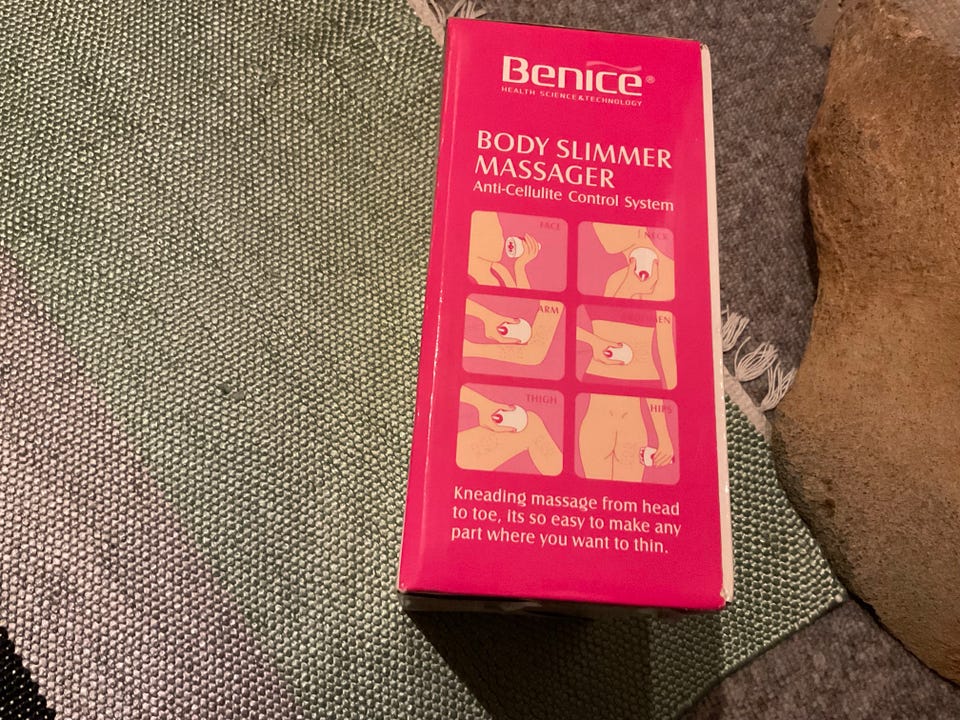 Benice®
HEALTH SCIENCE&TECHNOLOGY
BODY SLIMMER
MASSAGER
Anti-Cellulite Control System
FACE
NECK
ARM
MEN
THIGH
HIPS
Kneading massage from head
to toe, its so easy to make any
part where you want to thin.